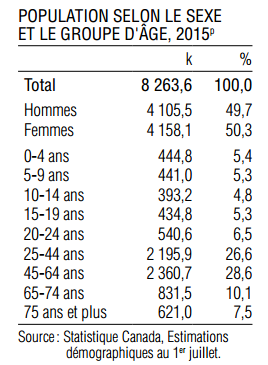 POPULATION SELON LE SEXE
ET LE GROUPE D'ÂGE, 2015ᵖ
k %
Total 8 263,6 100,0
Hommes 4 105,5 49,7
Femmes 4 158,1 50,3
0-4 ans 444,8 5,4
5-9 ans 441,0 5,3
10-14 ans 393,2 4,8
15-19 ans 434,8 5,3
20-24 ans 540,6 6,5
25-44 ans 2 195,9 26,6
45-64 ans 2 360,7 28,6
65-74 ans 831,5 10,1
75 ans et plus 621,0 7,5
Source : Statistique Canada, Estimations
démographiques au 1er juillet.